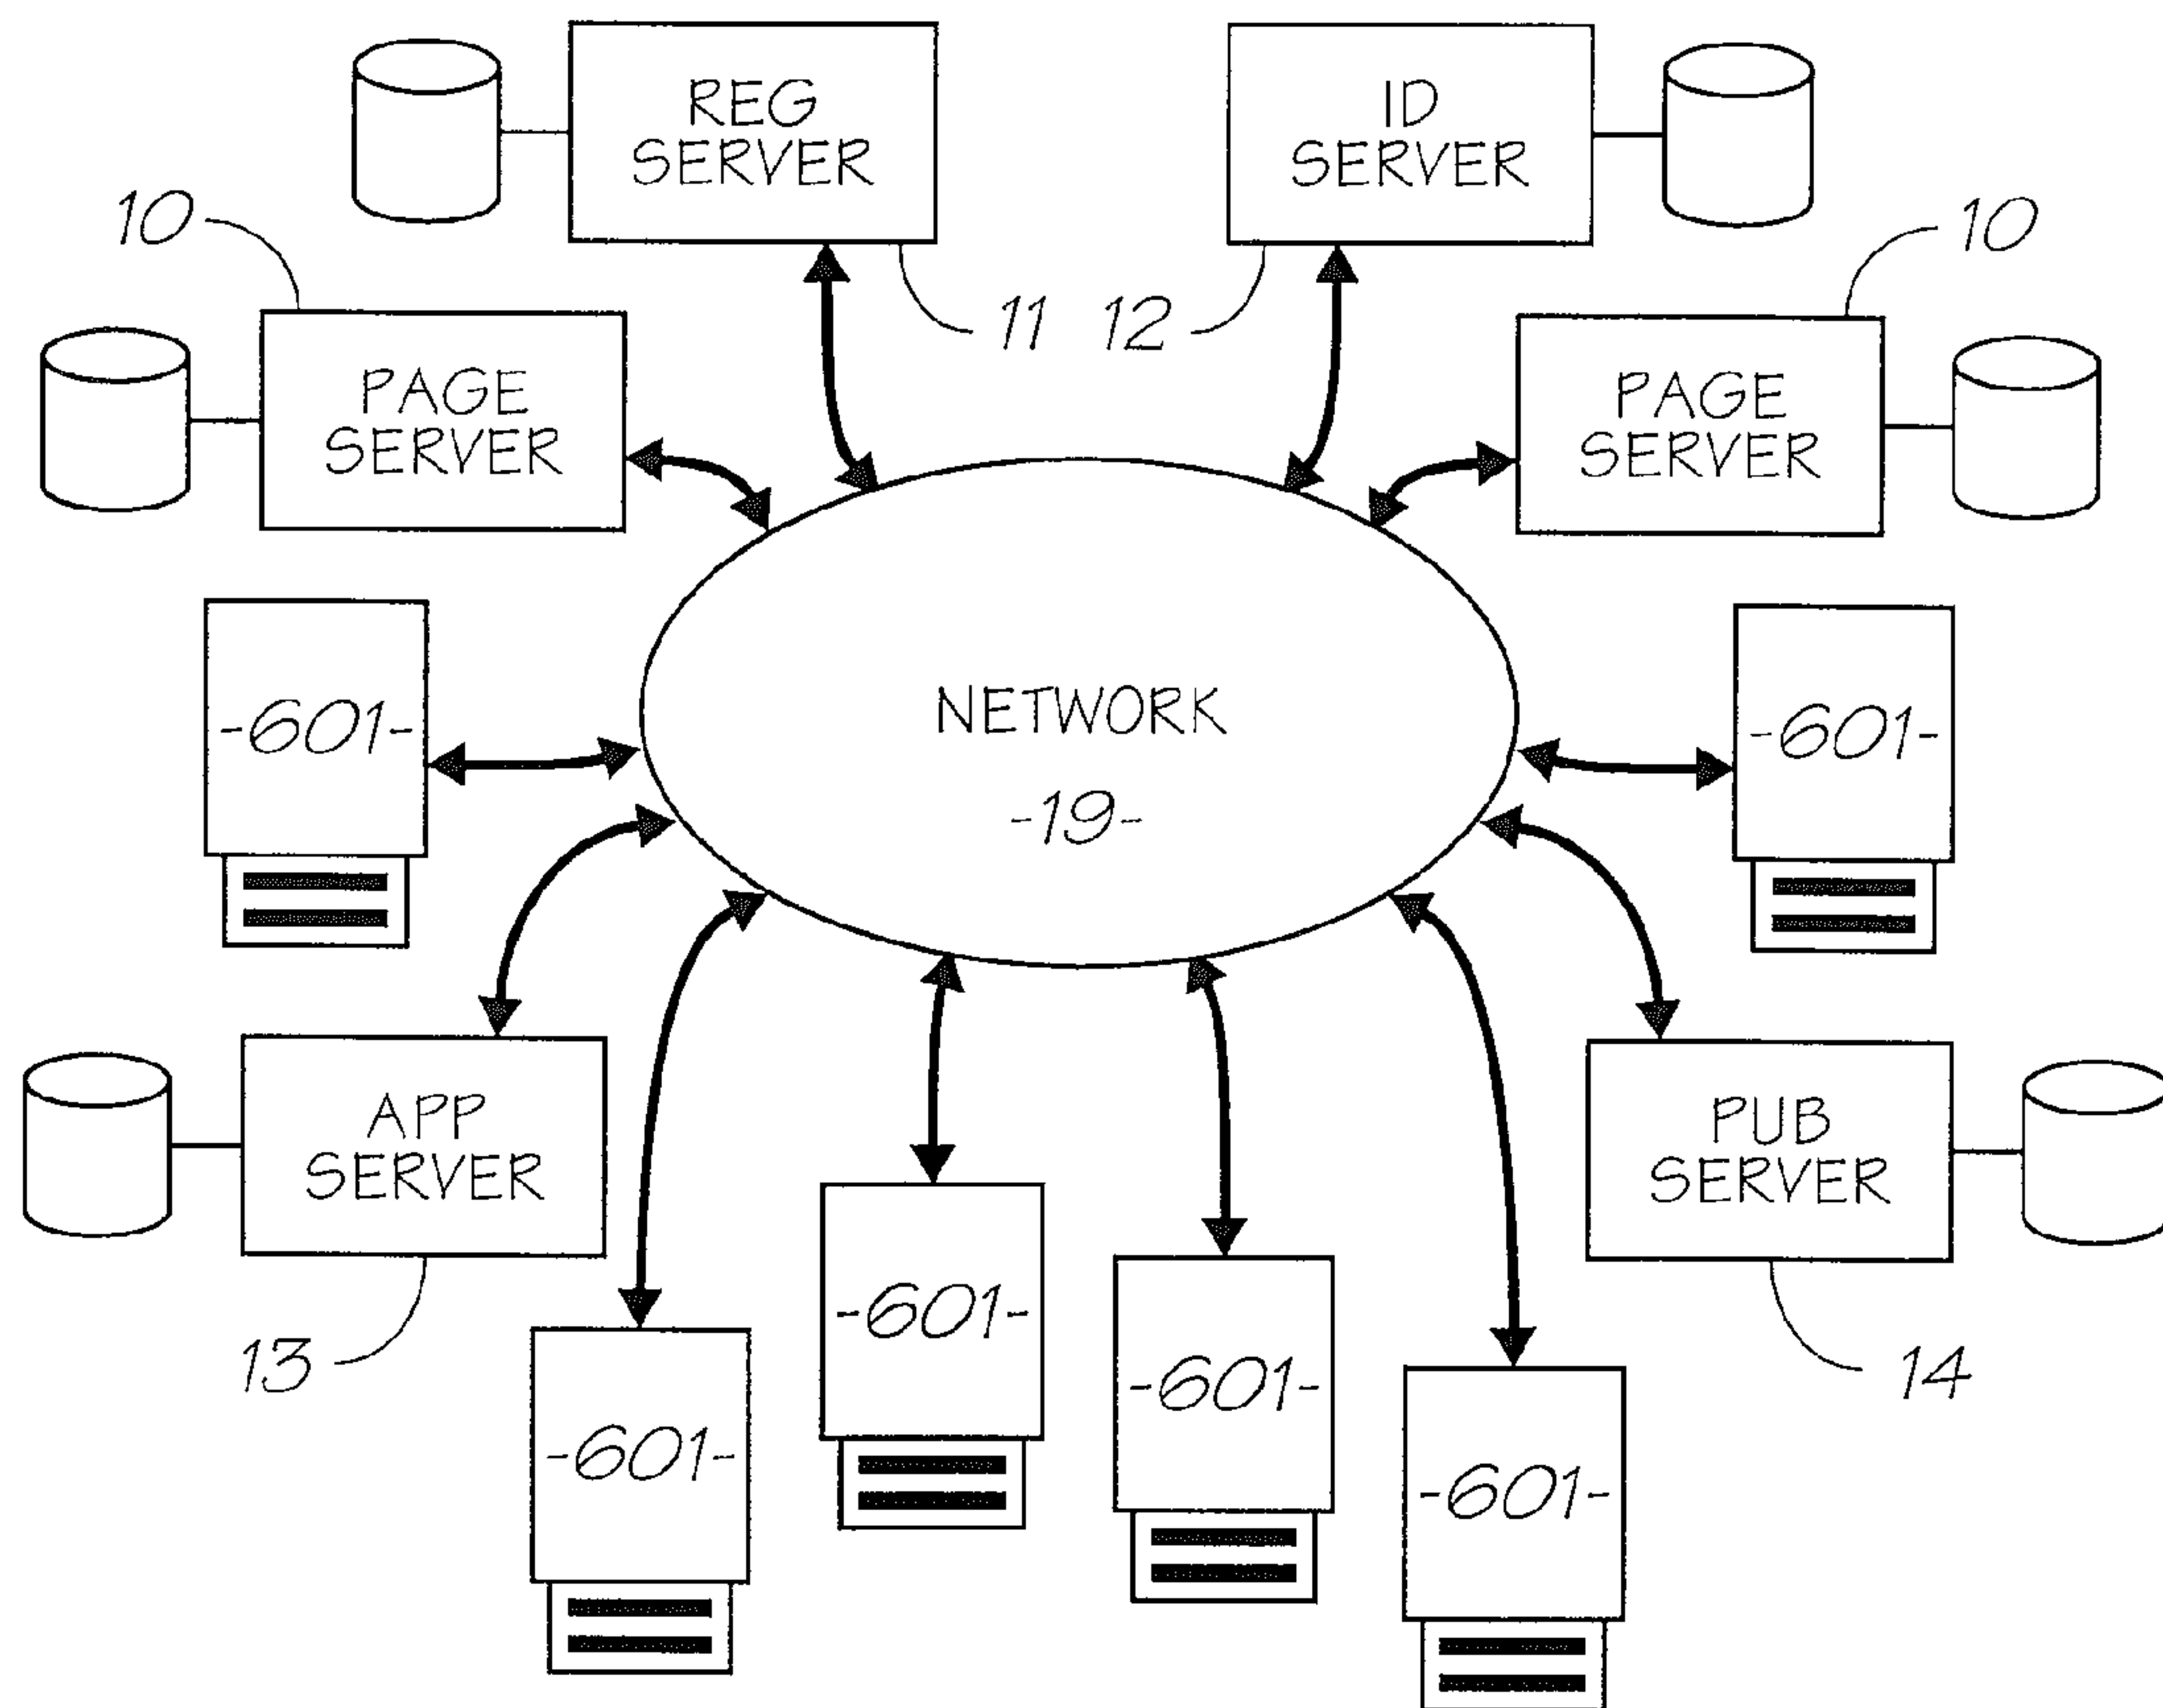 REG
SERVER
ID
SERVER
10
10
11
12
PAGE
SERVER
PAGE
SERVER
-601-
NETWORK
-19-
-601-
APP
SERVER
PUB
SERVER
13
-601-
-601-
-601-
-601-
14